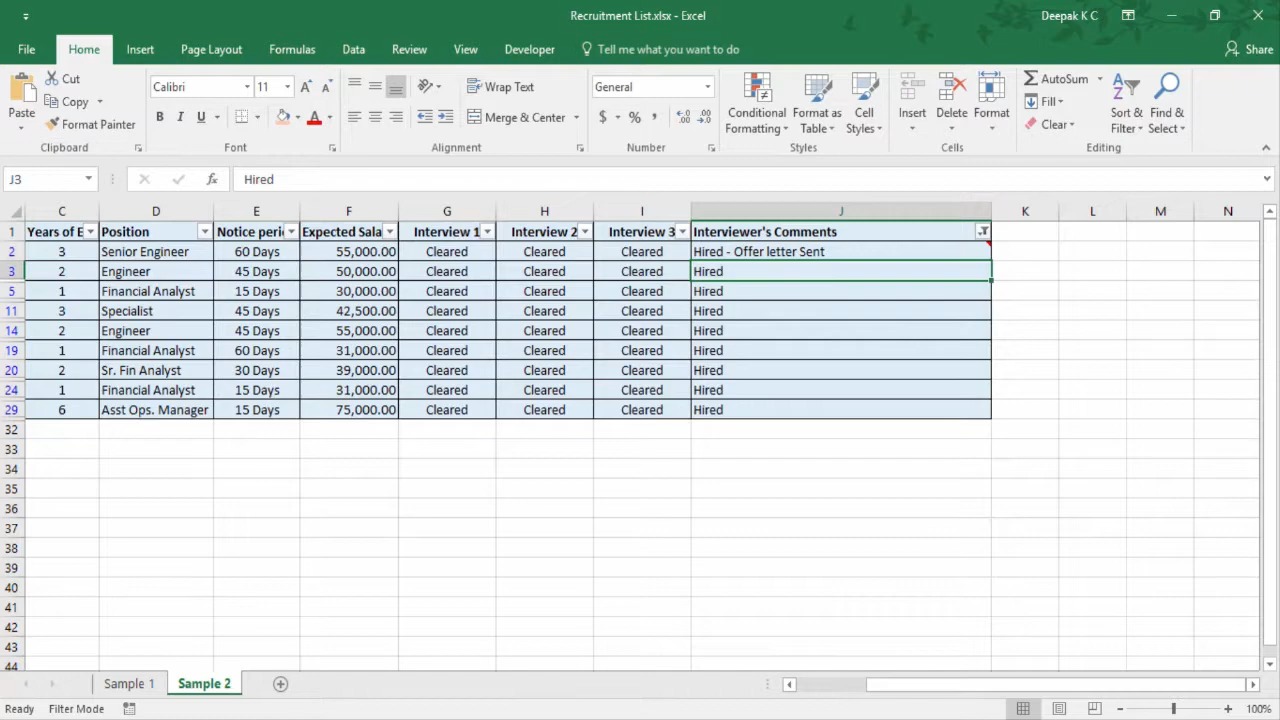 Recruitment List.xlsx - Excel
Deepak K C
File Home Insert Page Layout Formulas Data Review View Developer Tell me what you want to do Share
Paste
Cut
Copy
Format Painter
Clipboard
Calibri 11
B I U
Font
Wrap Text
Merge & Center
Alignment
General
$ % ,
Number
Conditional Formatting
Format as Table
Cell Styles
Styles
Insert
Delete
Format
Cells
AutoSum
Fill
Clear
Sort & Filter
Find & Select
Editing
J3 fx Hired
C D E F G H I J K L M N
1 Years of E Position Notice peri Expected Sala Interview 1 Interview 2 Interview 3 Interviewer's Comments
2 3 Senior Engineer 60 Days 55,000.00 Cleared Cleared Cleared Hired - Offer letter Sent
3 2 Engineer 45 Days 50,000.00 Cleared Cleared Cleared Hired
5 1 Financial Analyst 15 Days 30,000.00 Cleared Cleared Cleared Hired
11 3 Specialist 45 Days 42,500.00 Cleared Cleared Cleared Hired
14 2 Engineer 45 Days 55,000.00 Cleared Cleared Cleared Hired
19 1 Financial Analyst 60 Days 31,000.00 Cleared Cleared Cleared Hired
20 2 Sr. Fin Analyst 30 Days 39,000.00 Cleared Cleared Cleared Hired
24 1 Financial Analyst 15 Days 31,000.00 Cleared Cleared Cleared Hired
29 6 Asst Ops. Manager 15 Days 75,000.00 Cleared Cleared Cleared Hired
32
33
34
35
36
37
38
39
40
41
42
43
44
Sample 1 Sample 2
Ready Filter Mode 100%